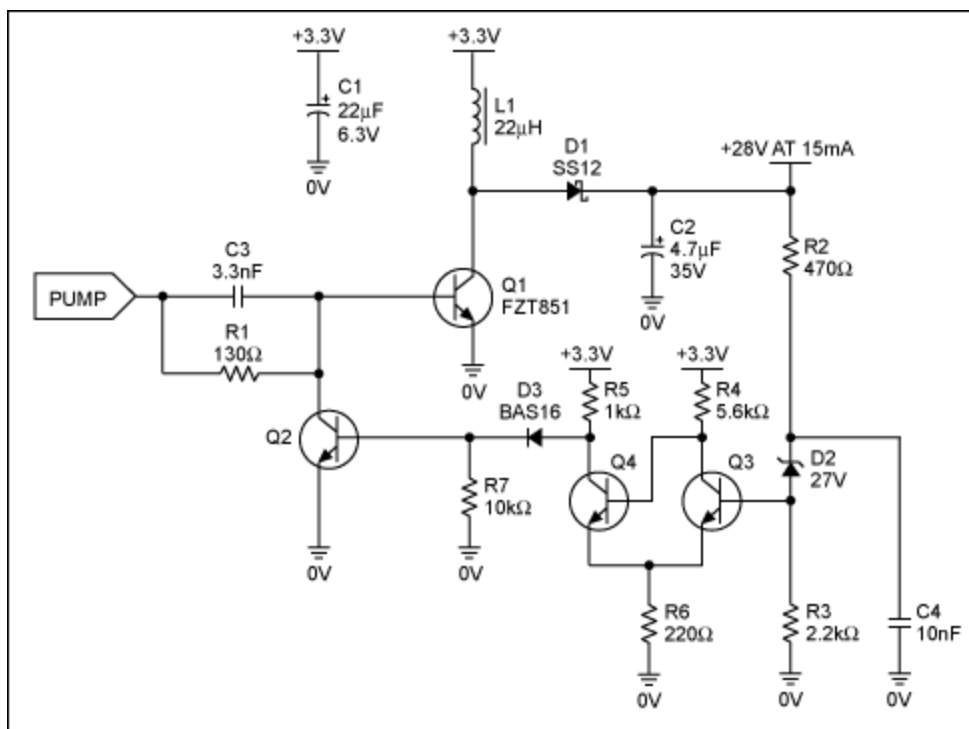 +3.3V
C1
22μF
6.3V
0V
+3.3V
L1
22μH
D1
SS12
+28V AT 15mA
C2
4.7μF
35V
0V
R2
470Ω
PUMP
C3
3.3nF
R1
130Ω
Q1
FZT851
0V
Q2
0V
D3
BAS16
R7
10kΩ
0V
+3.3V
R5
1kΩ
+3.3V
R4
5.6kΩ
Q4
Q3
D2
27V
R6
220Ω
0V
R3
2.2kΩ
0V
C4
10nF
0V